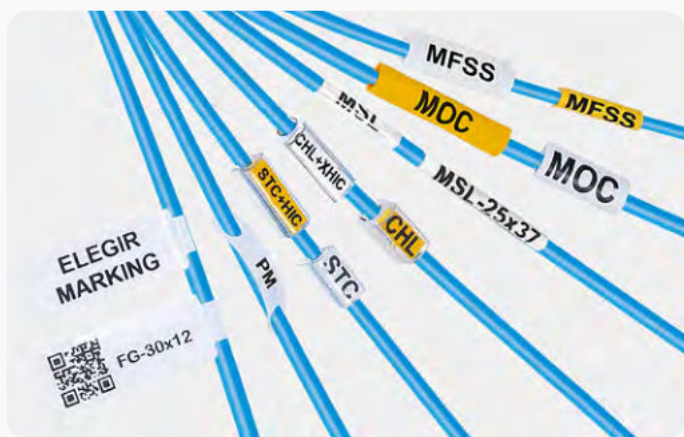 MFSS
MFSS
MOC
MOC
MSL
MSL-25x37
CHL+XHIC
CHL
STC+HIC
STC
PM
ELEGIR
MARKING
FG-30x12